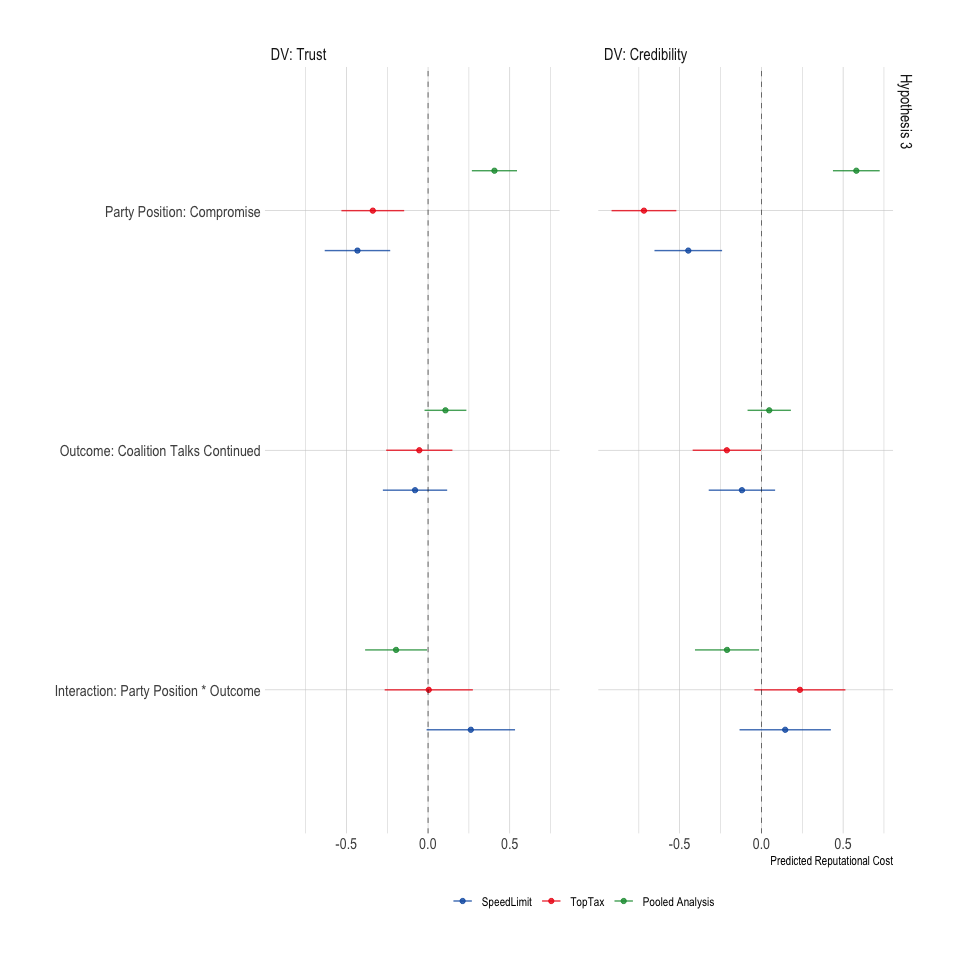 DV: Trust
DV: Credibility
Hypothesis 3
Party Position: Compromise
Outcome: Coalition Talks Continued
Interaction: Party Position * Outcome
-0.5 0.0 0.5
-0.5 0.0 0.5
Predicted Reputational Cost
SpeedLimit TopTax Pooled Analysis